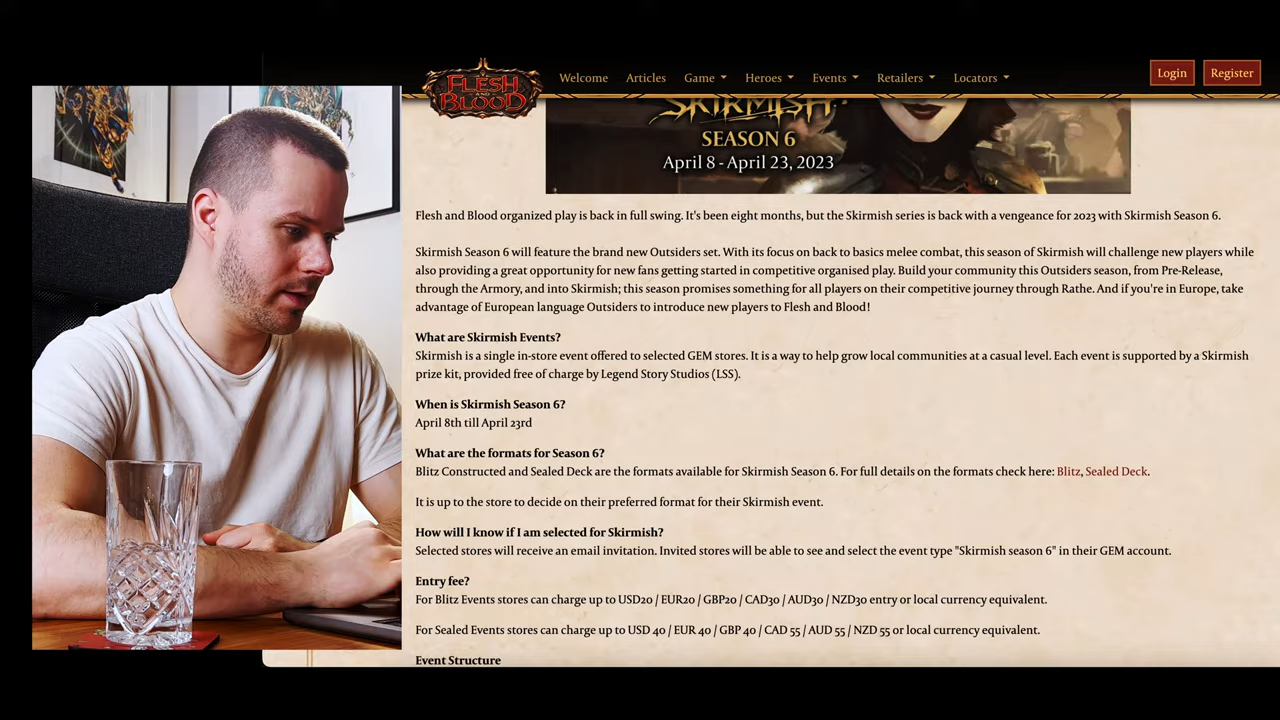 FLESH
AND
BLOOD
Welcome
Articles
Game
Heroes
Events
Retailers
Locators
Login
Register
SKIRMISH
SEASON 6
April 8 - April 23, 2023
Flesh and Blood organized play is back in full swing. It's been eight months, but the Skirmish series is back with a vengeance for 2023 with Skirmish Season 6.
Skirmish Season 6 will feature the brand new Outsiders set. With its focus on back to basics melee combat, this season of Skirmish will challenge new players while
also providing a great opportunity for new fans getting started in competitive organised play. Build your community this Outsiders season, from Pre-Release,
through the Armory, and into Skirmish; this season promises something for all players on their competitive journey through Rathe. And if you're in Europe, take
advantage of European language Outsiders to introduce new players to Flesh and Blood!
What are Skirmish Events?
Skirmish is a single in-store event offered to selected GEM stores. It is a way to help grow local communities at a casual level. Each event is supported by a Skirmish
prize kit, provided free of charge by Legend Story Studios (LSS).
When is Skirmish Season 6?
April 8th till April 23rd
What are the formats for Season 6?
Blitz Constructed and Sealed Deck are the formats available for Skirmish Season 6. For full details on the formats check here: Blitz, Sealed Deck.
It is up to the store to decide on their preferred format for their Skirmish event.
How will I know if I am selected for Skirmish?
Selected stores will receive an email invitation. Invited stores will be able to see and select the event type "Skirmish season 6" in their GEM account.
Entry fee?
For Blitz Events stores can charge up to USD20 / EUR20 / GBP20 / CAD30 / AUD30 / NZD30 entry or local currency equivalent.
For Sealed Events stores can charge up to USD 40 / EUR 40 / GBP 40 / CAD 55 / AUD 55 / NZD 55 or local currency equivalent.
Event Structure